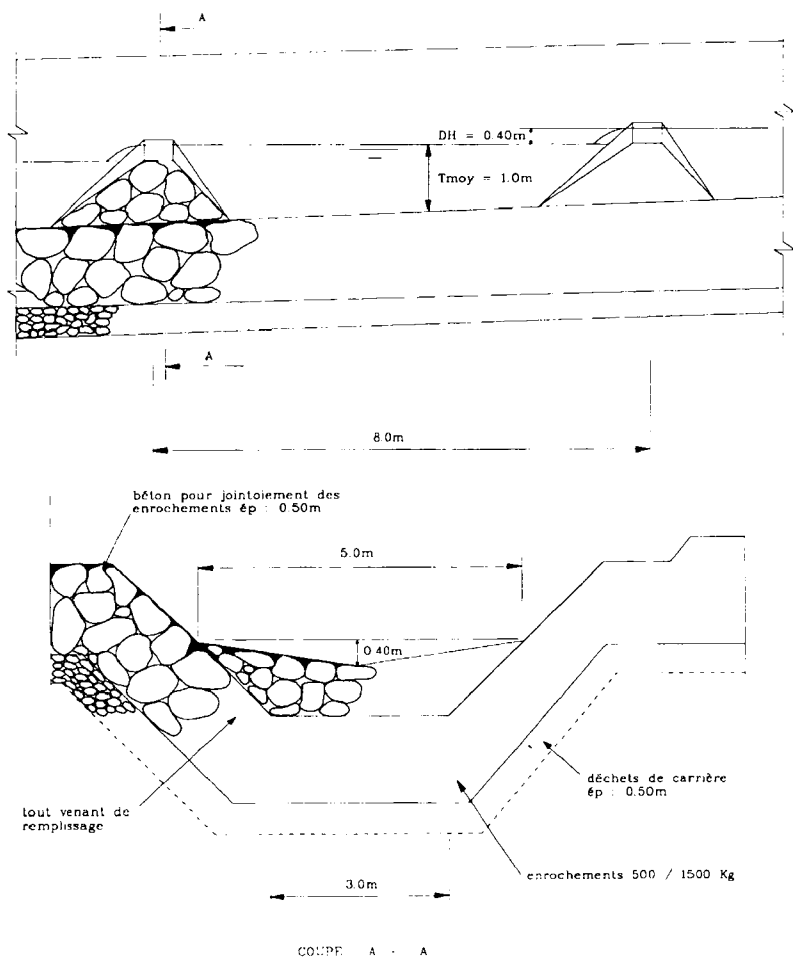 A
DH = 0.40m
Tmoy = 1.0m
A
8.0m
béton pour jointoiement des
enrochements ép : 0.50m
5.0m
0.40m
déchets de carrière
ép : 0.50m
tout venant de
remplissage
enrochements 500 / 1500 Kg
3.0m
COUPE A - A